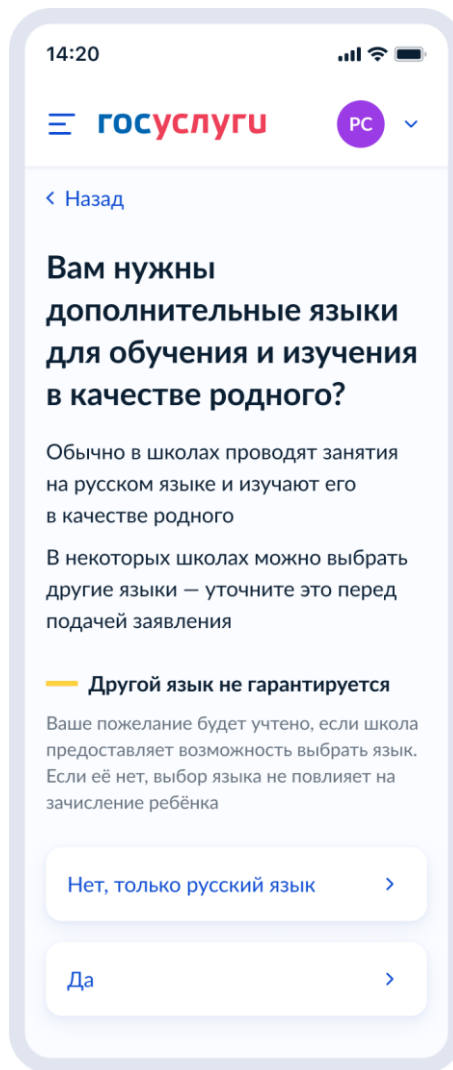 14:20
госуслуги
РС
Назад
Вам нужны
дополнительные языки
для обучения и изучения
в качестве родного?
Обычно в школах проводят занятия
на русском языке и изучают его
в качестве родного
В некоторых школах можно выбрать
другие языки — уточните это перед
подачей заявления
Другой язык не гарантируется
Ваше пожелание будет учтено, если школа
предоставляет возможность выбрать язык.
Если её нет, выбор языка не повлияет на
зачисление ребёнка
Нет, только русский язык
Да